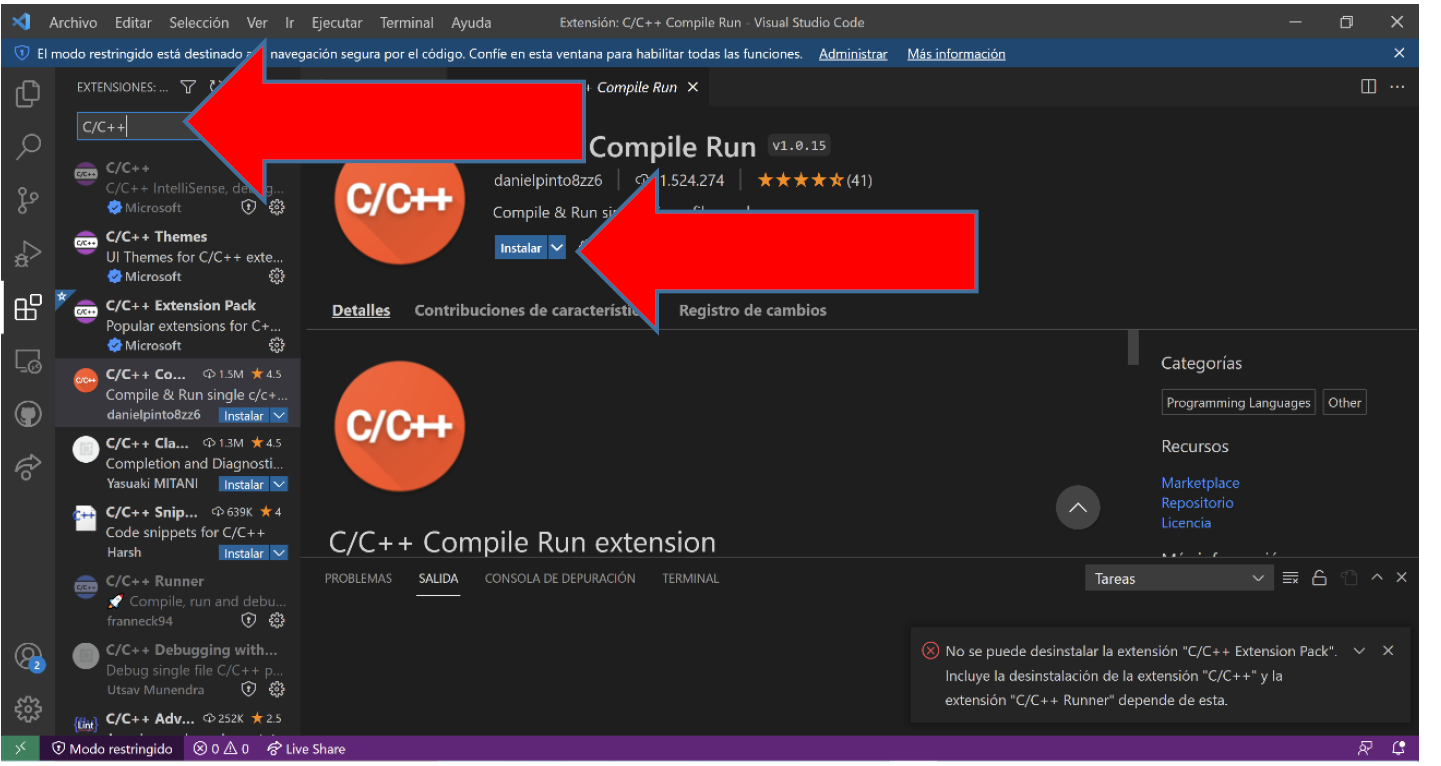 Archivo Editar Selección Ver Ir Ejecutar Terminal Ayuda Extensión: C/C++ Compile Run - Visual Studio Code
El modo restringido está destinado navegación segura por el código. Confíe en esta ventana para habilitar todas las funciones. Administrar Más información
EXTENSIONES: ...
Compile Run
C/C++
Compile Run v1.0.15
danielpinto8zz6 1.524.274 (41)
C/C++
Compile & Run
Instalar
Detalles Contribuciones de Registro de cambios
C/C++
C/C++ IntelliSense,
Microsoft
C/C++ Themes
UI Themes for C/C++ exte...
Microsoft
C/C++ Extension Pack
Popular extensions for C+...
Microsoft
C/C++ Co... 1.5M 4.5
Compile & Run single c/c+...
danielpinto8zz6 Instalar
C/C++ Cla... 1.3M 4.5
Completion and Diagnosti...
Yasuaki MITANI Instalar
C/C++ Snip... 639K 4
Code snippets for C/C++
Harsh Instalar
C/C++ Runner
Compile, run and debu...
franneck94
C/C++ Debugging with...
Debug single file C/C++ p...
Utsav Munendra
C/C++ Adv... 252K 2.5
C/C++
C/C++ Compile Run extension
Categorías
Programming Languages Other
Recursos
Marketplace
Repositorio
Licencia
PROBLEMAS SALIDA CONSOLA DE DEPURACIÓN TERMINAL Tareas
No se puede desinstalar la extensión "C/C++ Extension Pack".
Incluye la desinstalación de la extensión "C/C++" y la
extensión "C/C++ Runner" depende de esta.
2
Modo restringido 0 0 Live Share